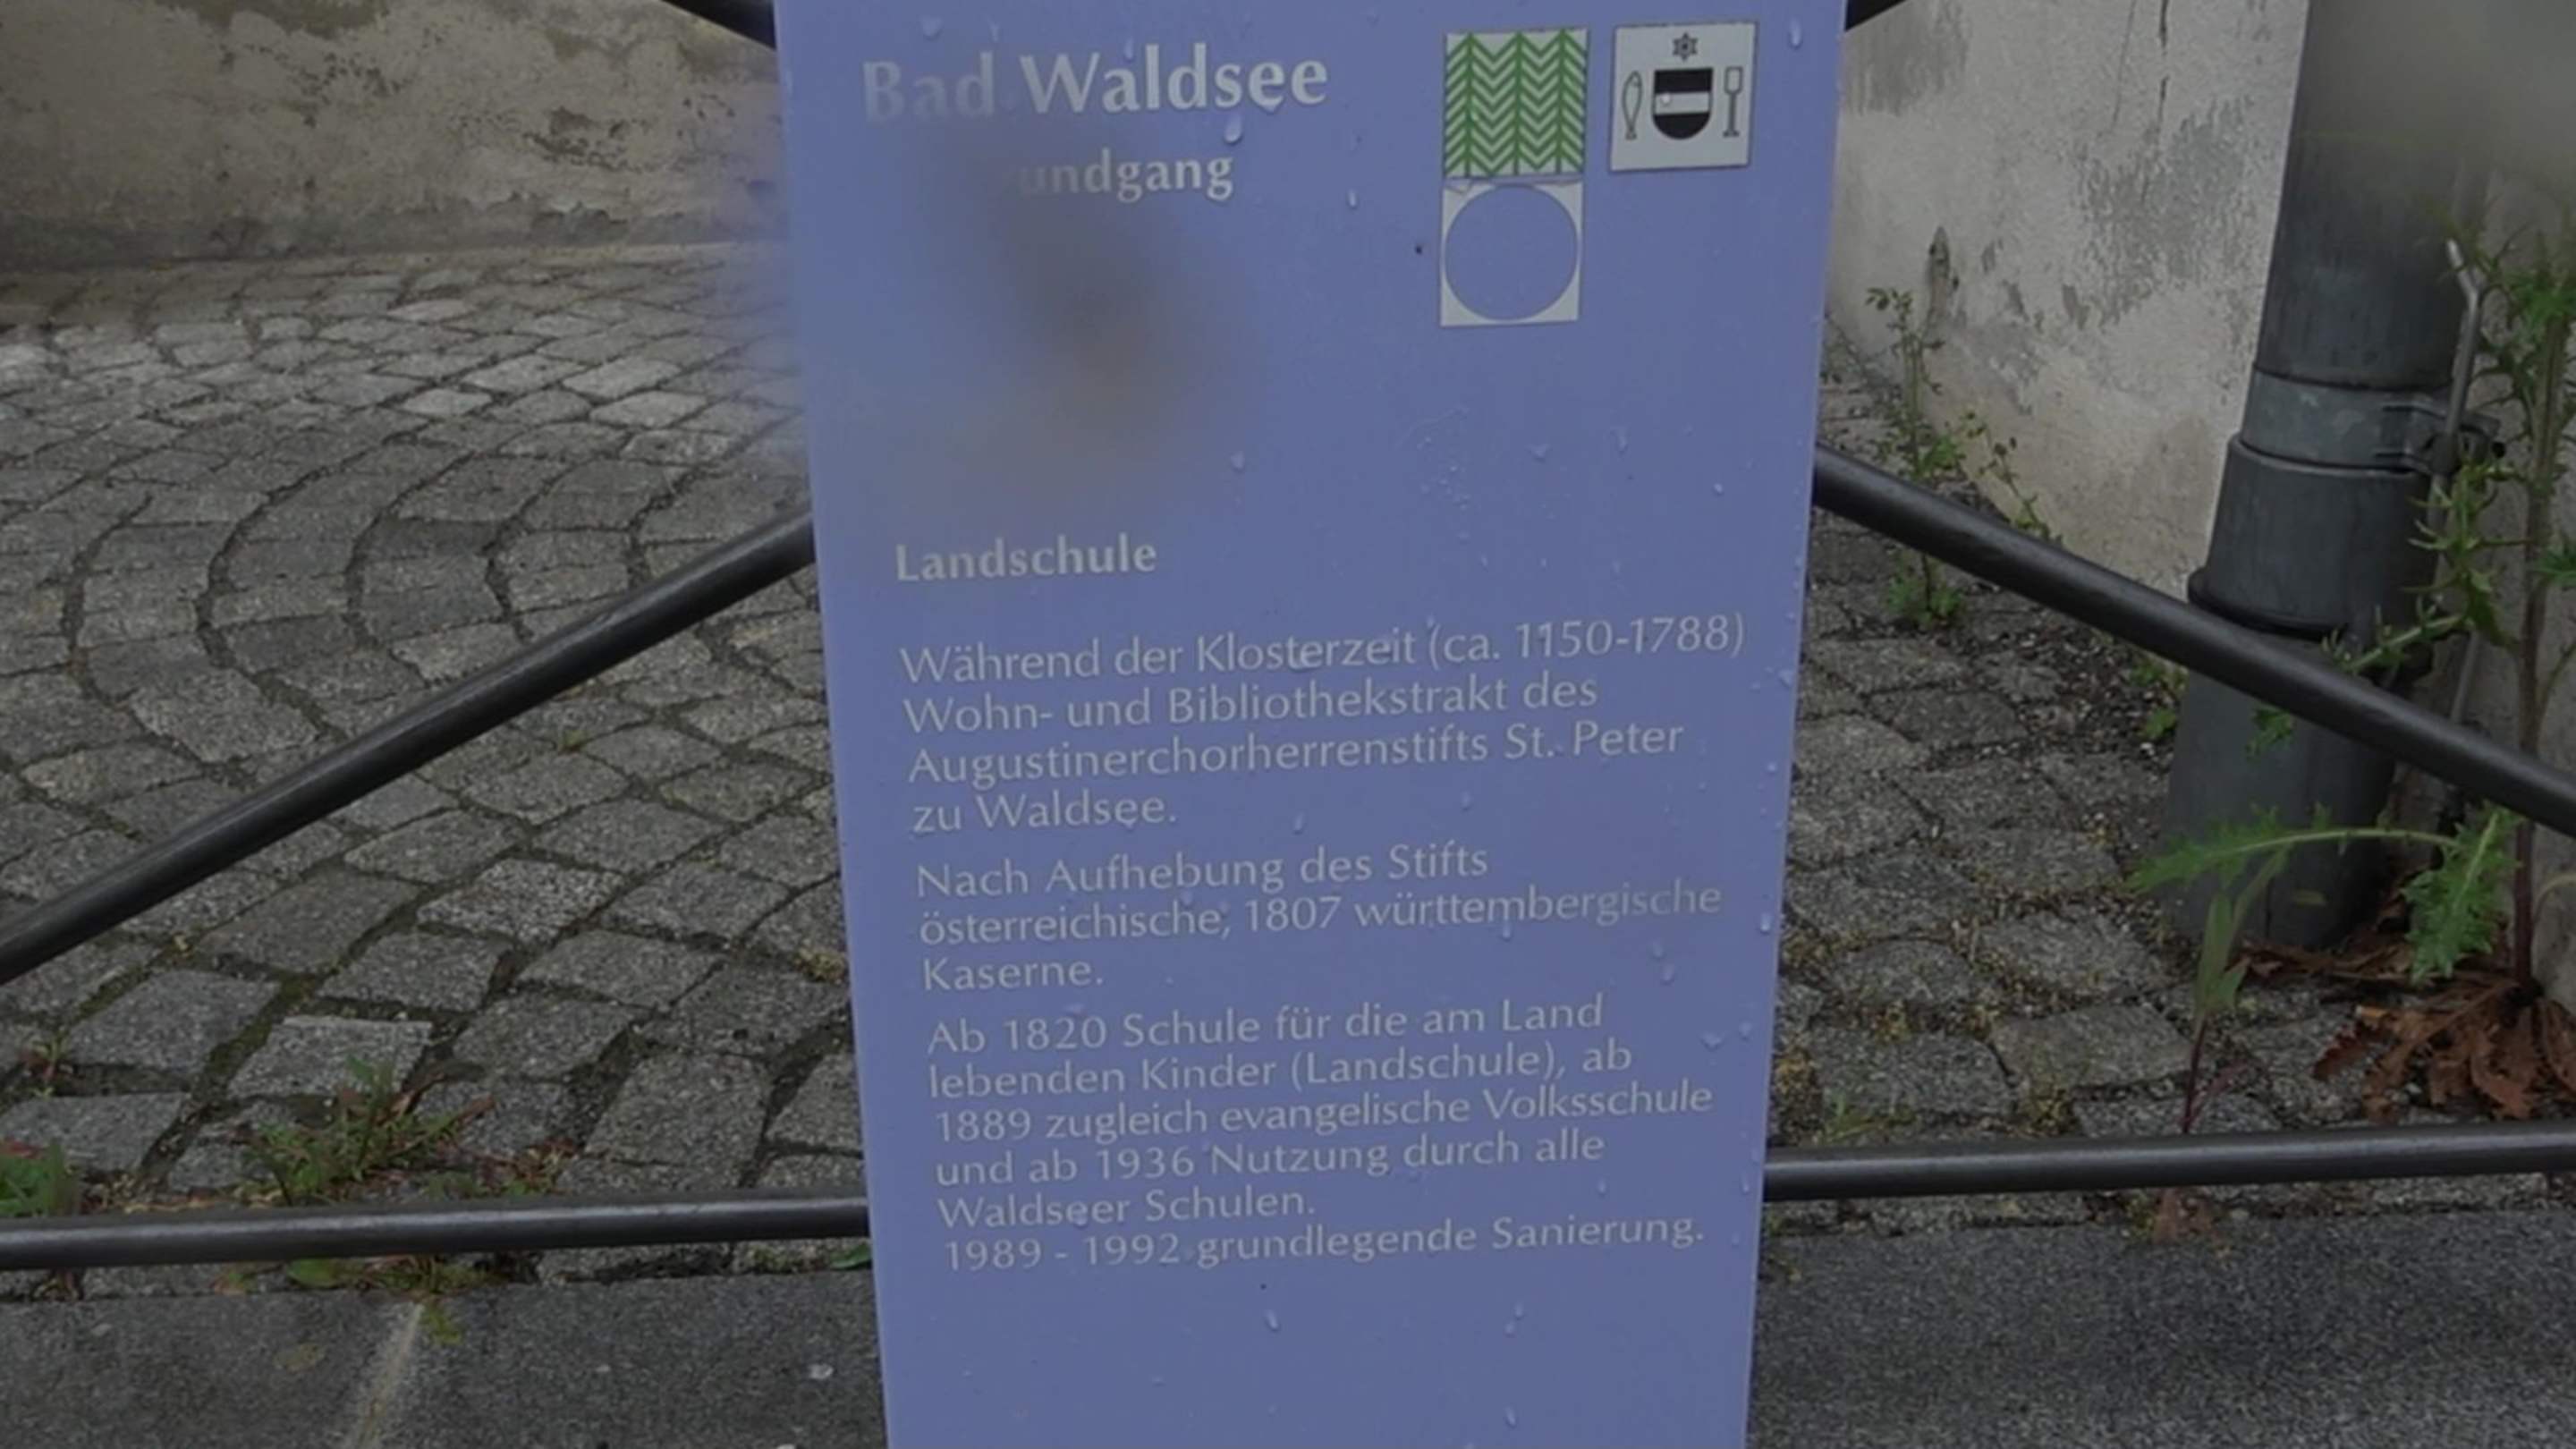 Bad Waldsee
Landschule
Während der Klosterzeit (ca. 1150-1788)
Wohn- und Bibliothekstrakt des
Augustinerchorherrenstifts St. Peter
zu Waldsee.
Nach Aufhebung des Stifts
österreichische, 1807 württembergische
Kaserne.
Ab 1820 Schule für die am Land
lebenden Kinder (Landschule), ab
1889 zugleich evangelische Volksschule
und ab 1936 Nutzung durch alle
Waldseer Schulen.
1989 - 1992 grundlegende Sanierung.